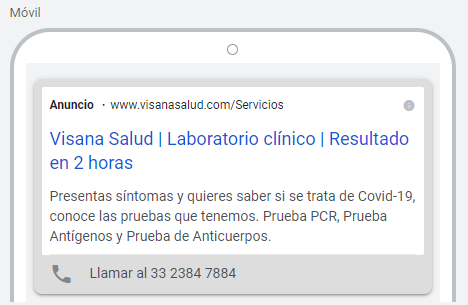 Móvil
Anuncio · www.visanasalud.com/Servicios
Visana Salud | Laboratorio clínico | Resultado
en 2 horas
Presentas síntomas y quieres saber si se trata de Covid-19,
conoce las pruebas que tenemos. Prueba PCR, Prueba
Antígenos y Prueba de Anticuerpos.
Llamar al 33 2384 7884